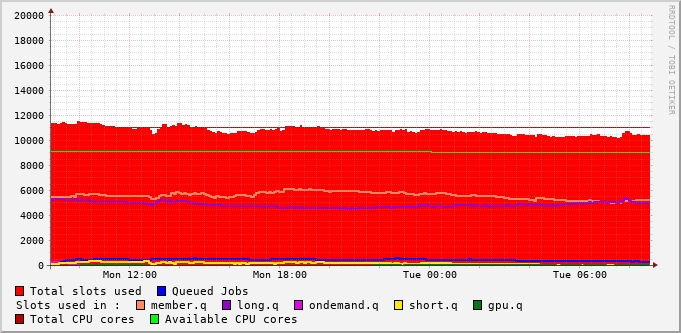 20000
18000
16000
14000
12000
10000
8000
6000
4000
2000
0
Mon 12:00 Mon 18:00 Tue 00:00 Tue 06:00
RRDTOOL / TOBI OETIKER
Total slots used Queued Jobs
Slots used in : member.q long.q ondemand.q short.q gpu.q
Total CPU cores Available CPU cores